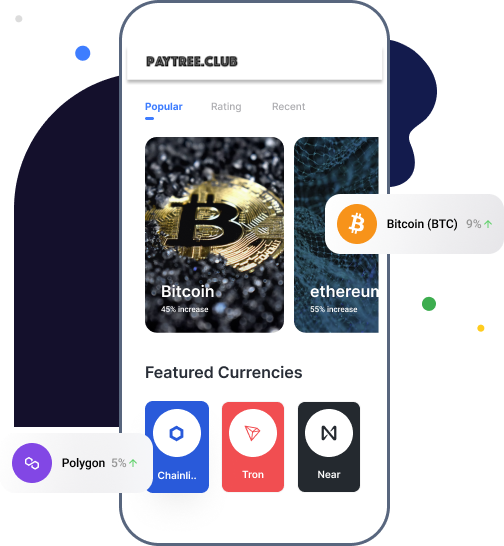 PAYTREE.CLUB
Popular
Rating
Recent
Bitcoin
45% increase
ethereum
55% increase
Bitcoin (BTC) 9%
Featured Currencies
Chainli..
Tron
Near
Polygon 5%